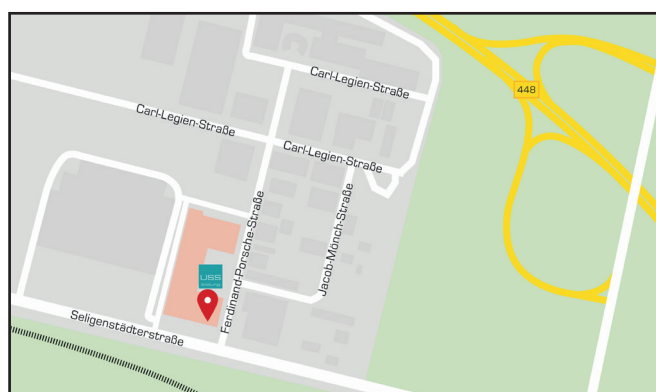 Carl-Legien-Straße
448
Carl-Legien-Straße
Carl-Legien-Straße
Jacob-Mönch-Straße
Ferdinand-Porsche-Straße
USS
Seligenstädterstraße